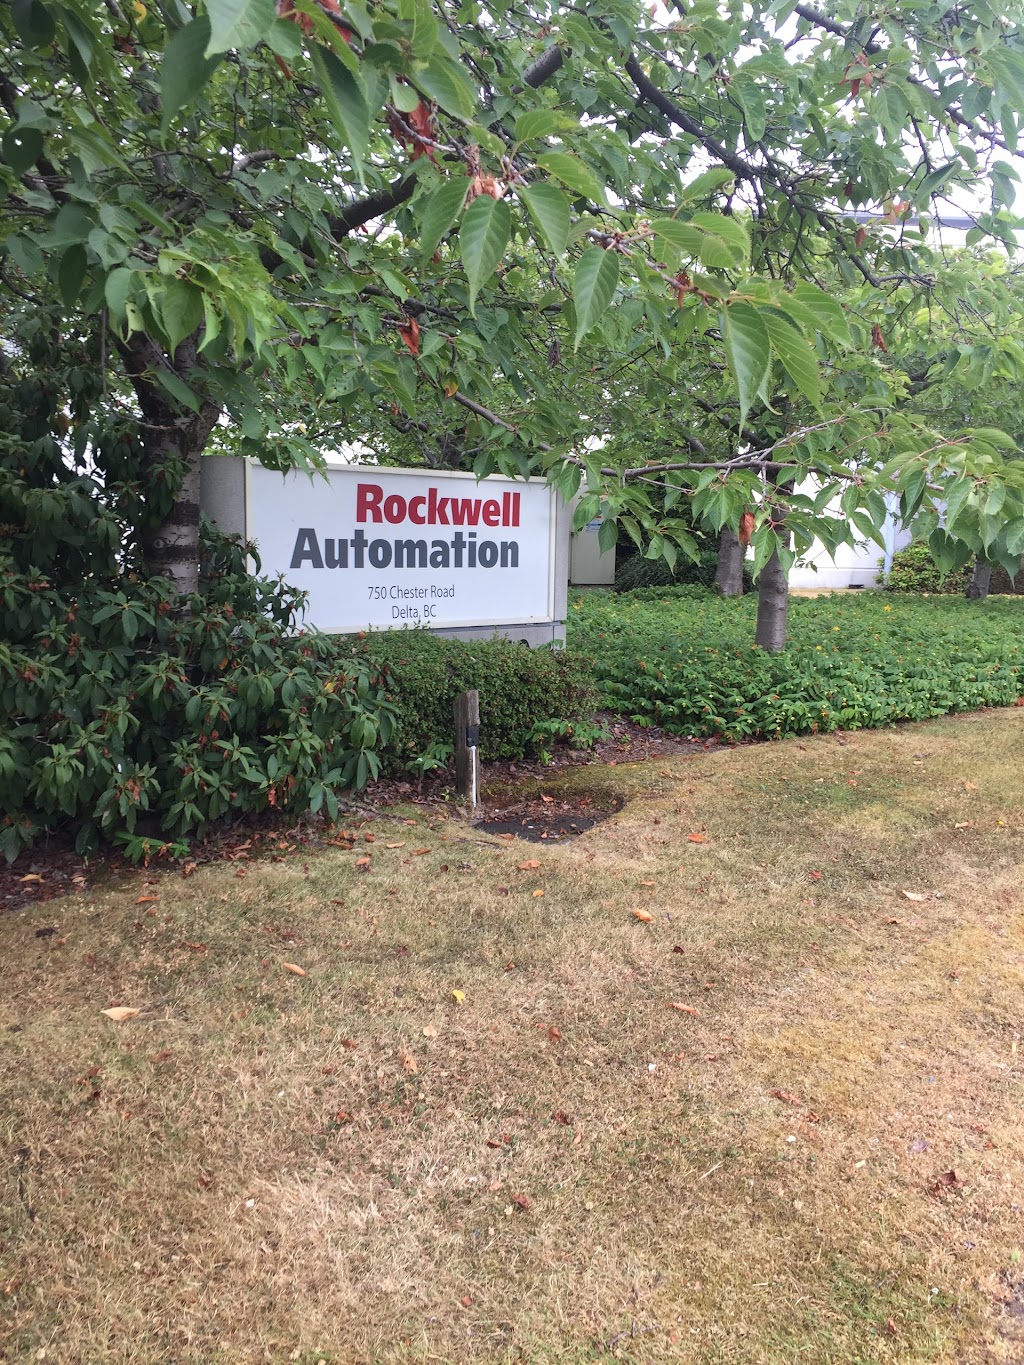 Rockwell
Automation
750 Chester Road
Delta, BC